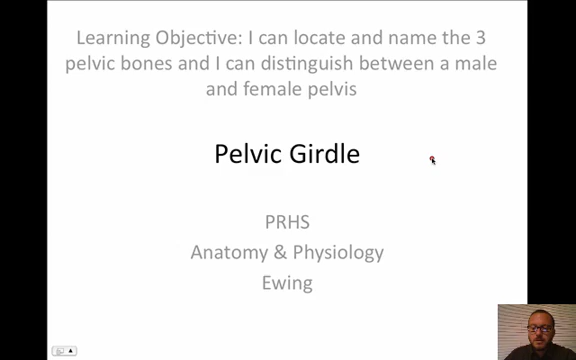 Learning Objective: I can locate and name the 3
pelvic bones and I can distinguish between a male
and female pelvis
Pelvic Girdle
PRHS
Anatomy & Physiology
Ewing